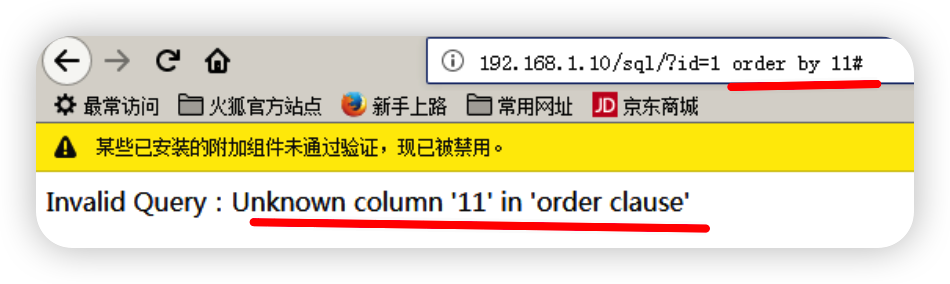 192.168.1.10/sql/?id=1 order by 11#
最常访问 火狐官方站点 新手上路 常用网址 JD 京东商城
某些已安装的附加组件未通过验证，现已被禁用。
Invalid Query : Unknown column '11' in 'order clause'